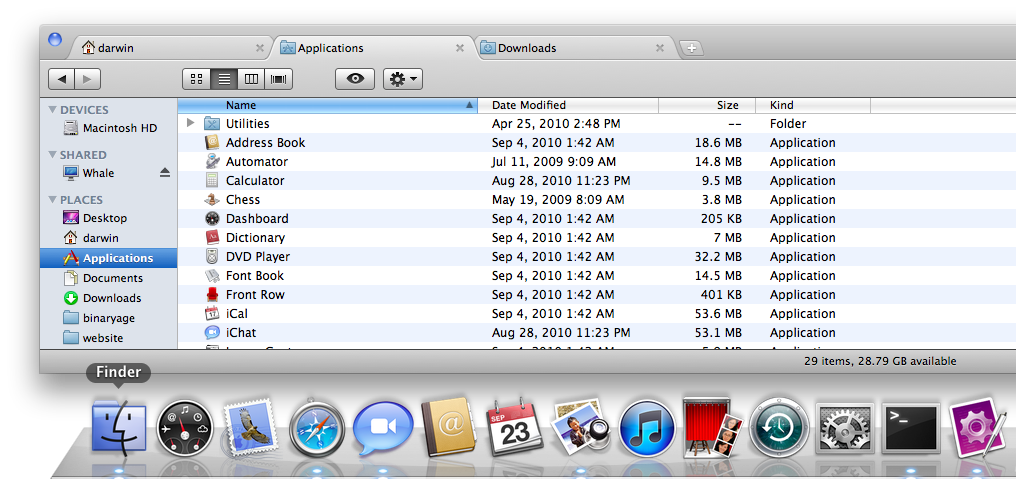 darwin
Applications
Downloads
Name Date Modified Size Kind
DEVICES
Macintosh HD
SHARED
Whale
PLACES
Desktop
darwin
Applications
Documents
Downloads
binaryage
website
Utilities Apr 25, 2010 2:48 PM -- Folder
Address Book Sep 4, 2010 1:42 AM 18.6 MB Application
Automator Jul 11, 2009 9:09 AM 14.8 MB Application
Calculator Aug 28, 2010 11:23 PM 9.5 MB Application
Chess May 19, 2009 8:09 AM 3.8 MB Application
Dashboard Sep 4, 2010 1:42 AM 205 KB Application
Dictionary Sep 4, 2010 1:42 AM 7 MB Application
DVD Player Sep 4, 2010 1:42 AM 32.2 MB Application
Font Book Sep 4, 2010 1:42 AM 14.5 MB Application
Front Row Sep 4, 2010 1:42 AM 401 KB Application
iCal Sep 4, 2010 1:42 AM 53.6 MB Application
iChat Aug 28, 2010 11:23 PM 53.1 MB Application
29 items, 28.79 GB available
Finder
SEP
23
@
>_